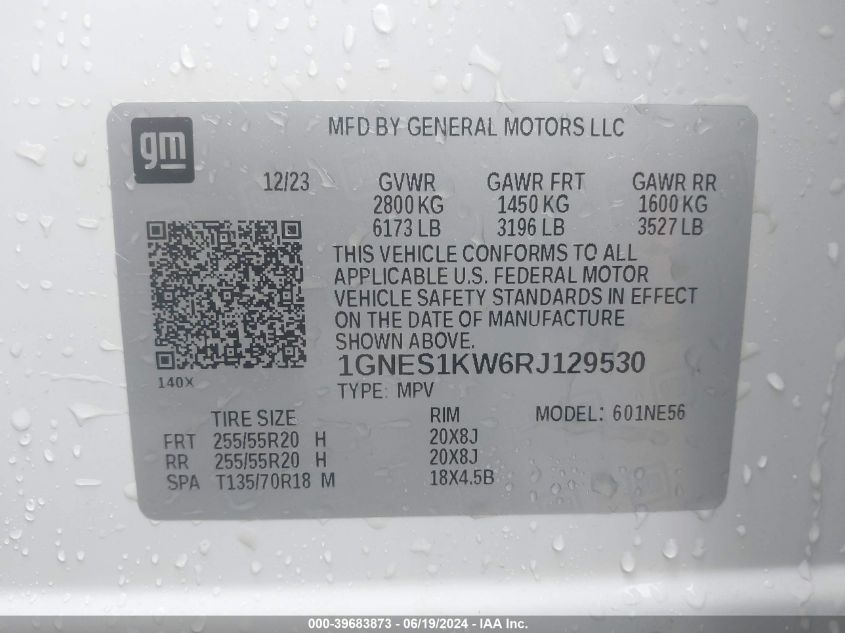 gm
MFD BY GENERAL MOTORS LLC
12/23 GVWR GAWR FRT GAWR RR
2800 KG 1450 KG 1600 KG
6173 LB 3196 LB 3527 LB
THIS VEHICLE CONFORMS TO ALL
APPLICABLE U.S. FEDERAL MOTOR
VEHICLE SAFETY STANDARDS IN EFFECT
ON THE DATE OF MANUFACTURE
SHOWN ABOVE.
1GNES1KW6RJ129530
140X
TYPE: MPV
TIRE SIZE RIM MODEL: 601NE56
FRT 255/55R20 H 20X8J
RR 255/55R20 H 20X8J
SPA T135/70R18 M 18X4.5B
000-39683873 - 06/19/2024 - IAA Inc.